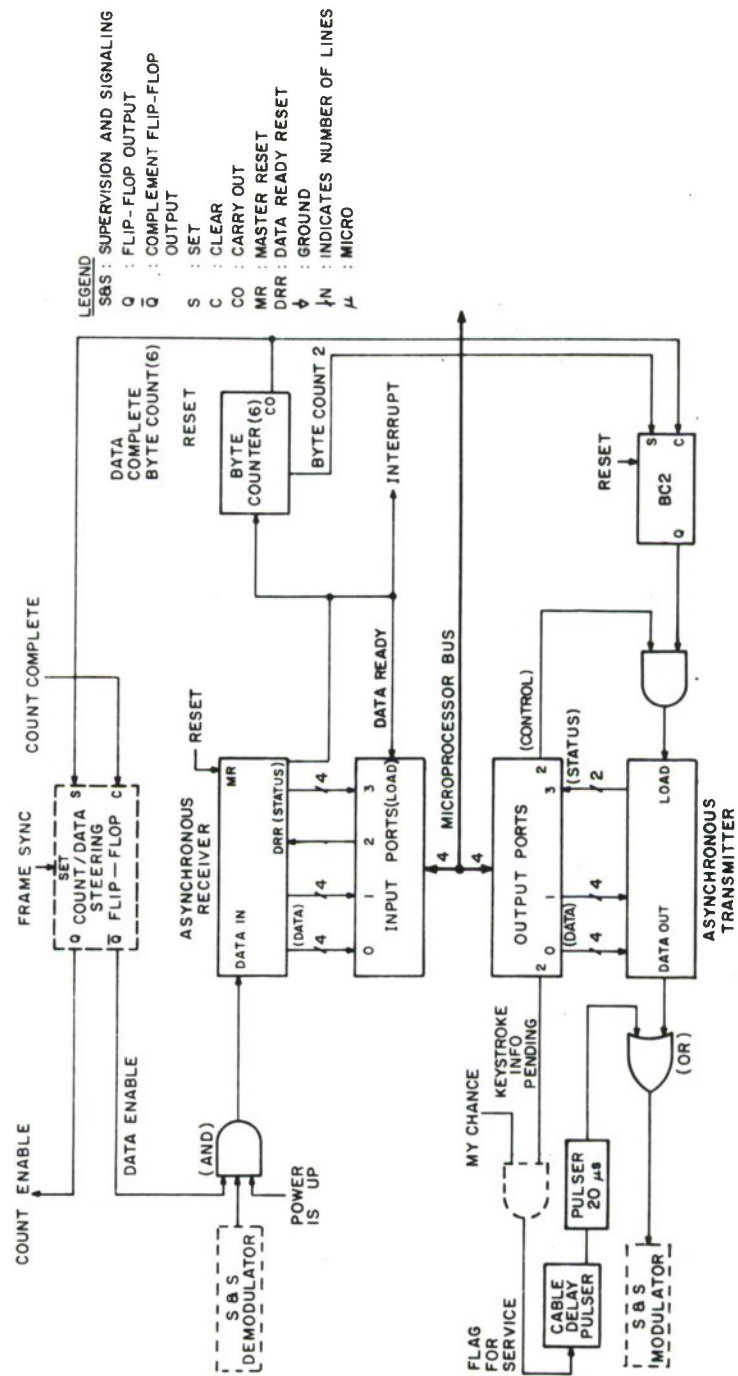 LEGEND
S&S : SUPERVISION AND SIGNALING
Q : FLIP-FLOP OUTPUT
Q̄ : COMPLEMENT FLIP-FLOP
OUTPUT
S : SET
C : CLEAR
CO : CARRY OUT
MR : MASTER RESET
DRR : DATA READY RESET
: GROUND
N : INDICATES NUMBER OF LINES
μ : MICRO
COUNT ENABLE
DATA ENABLE
FRAME SYNC
SET
Q COUNT/DATA S
STEERING
Q̄ FLIP-FLOP C
COUNT COMPLETE
DATA
COMPLETE
BYTE COUNT(6)
RESET
BYTE
COUNTER(6)
CO
BYTE COUNT 2
INTERRUPT
S & S
DEMODULATOR
(AND)
POWER
IS UP
ASYNCHRONOUS
RECEIVER
RESET
MR
DATA IN
(DATA)
DRR (STATUS)
4 4 4
0 1 2 3
INPUT PORTS(LOAD)
DATA READY
4
MICROPROCESSOR BUS
4
OUTPUT PORTS
2 0 1 3 2
(DATA)
(CONTROL)
(STATUS)
4 4 2
DATA OUT
LOAD
ASYNCHRONOUS
TRANSMITTER
RESET
S
C
BC2
Q
MY CHANCE
KEYSTROKE
INFO
PENDING
FLAG
FOR
SERVICE
CABLE
DELAY
PULSER
PULSER
20 μs
(OR)
S & S
MODULATOR